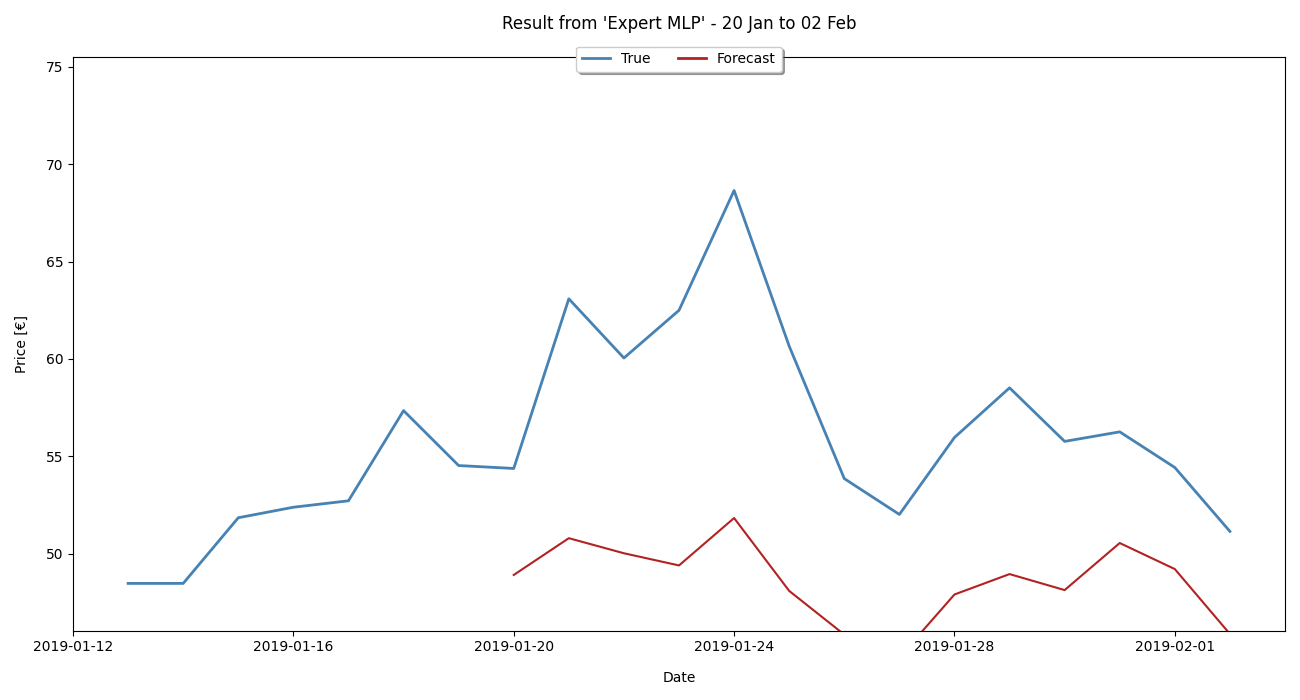 Result from 'Expert MLP' - 20 Jan to 02 Feb
True
Forecast
75
70
65
60
55
50
Price [€]
2019-01-12
2019-01-16
2019-01-20
2019-01-24
2019-01-28
2019-02-01
Date